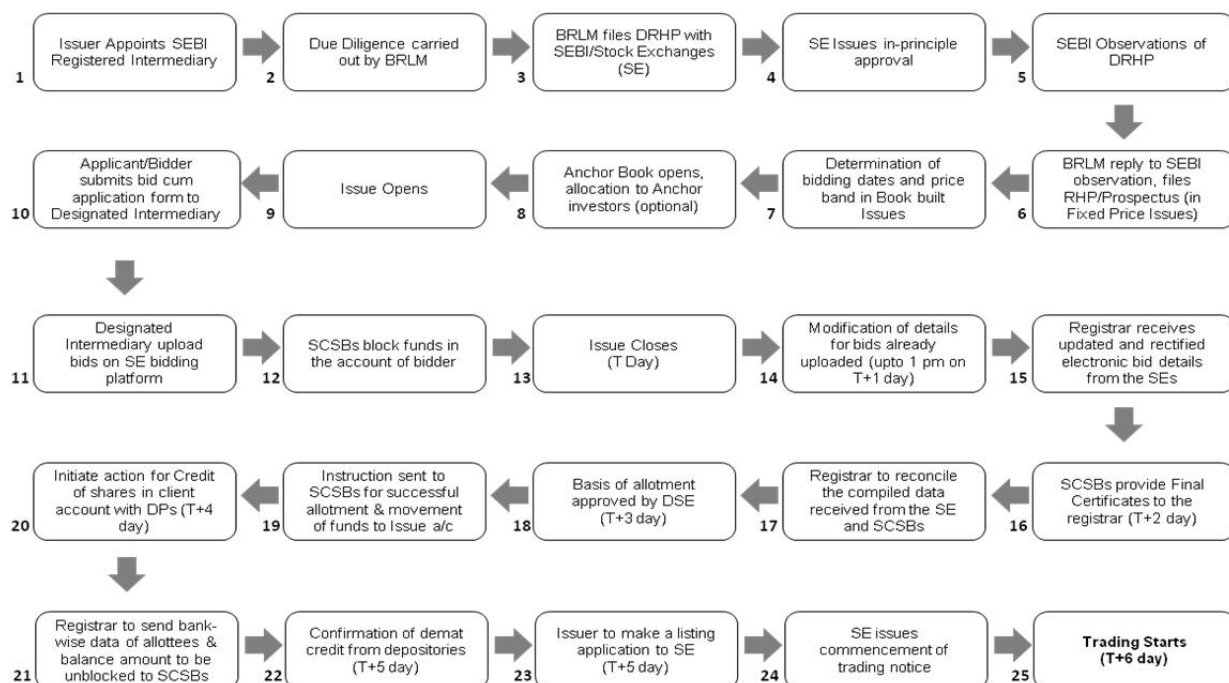 Issuer Appoints SEBI
Registered Intermediary
1
Due Diligence carried
out by BRLM
2
BRLM files DRHP with
SEBI/Stock Exchanges
(SE)
3
SE Issues in-principle
approval
4
SEBI Observations of
DRHP
5
BRLM reply to SEBI
observation, files
RHP/Prospectus (in
Fixed Price Issues)
6
Determination of
bidding dates and price
band in Book built
Issues
7
Anchor Book opens,
allocation to Anchor
investors (optional)
8
Issue Opens
9
Applicant/Bidder
submits bid cum
application form to
Designated Intermediary
10
Designated
Intermediary upload
bids on SE bidding
platform
11
SCSBs block funds in
the account of bidder
12
Issue Closes
(T Day)
13
Modification of details
for bids already
uploaded (upto 1 pm on
T+1 day)
14
Registrar receives
updated and rectified
electronic bid details
from the SEs
15
SCSBs provide Final
Certificates to the
registrar (T+2 day)
16
Registrar to reconcile
the compiled data
received from the SE
and SCSBs
17
Basis of allotment
approved by DSE
(T+3 day)
18
Instruction sent to
SCSBs for successful
allotment & movement
of funds to Issue a/c
19
Initiate action for Credit
of shares in client
account with DPs (T+4
day)
20
Registrar to send bank-
wise data of allottees &
balance amount to be
unblocked to SCSBs
21
Confirmation of demat
credit from depositories
(T+5 day)
22
Issuer to make a listing
application to SE
(T+5 day)
23
SE issues
commencement of
trading notice
24
Trading Starts
(T+6 day)
25